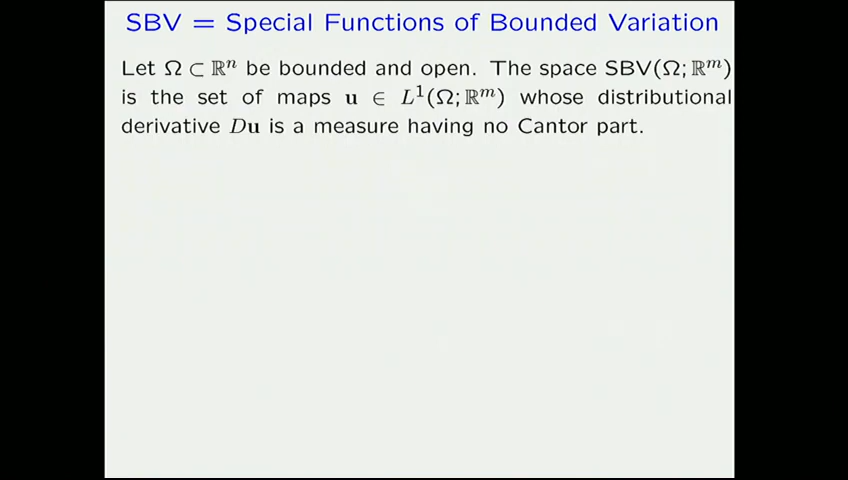 SBV = Special Functions of Bounded Variation
Let Ω ⊂ ℝⁿ be bounded and open. The space SBV(Ω; ℝᵐ)
is the set of maps u ∈ L¹(Ω; ℝᵐ) whose distributional
derivative Du is a measure having no Cantor part.